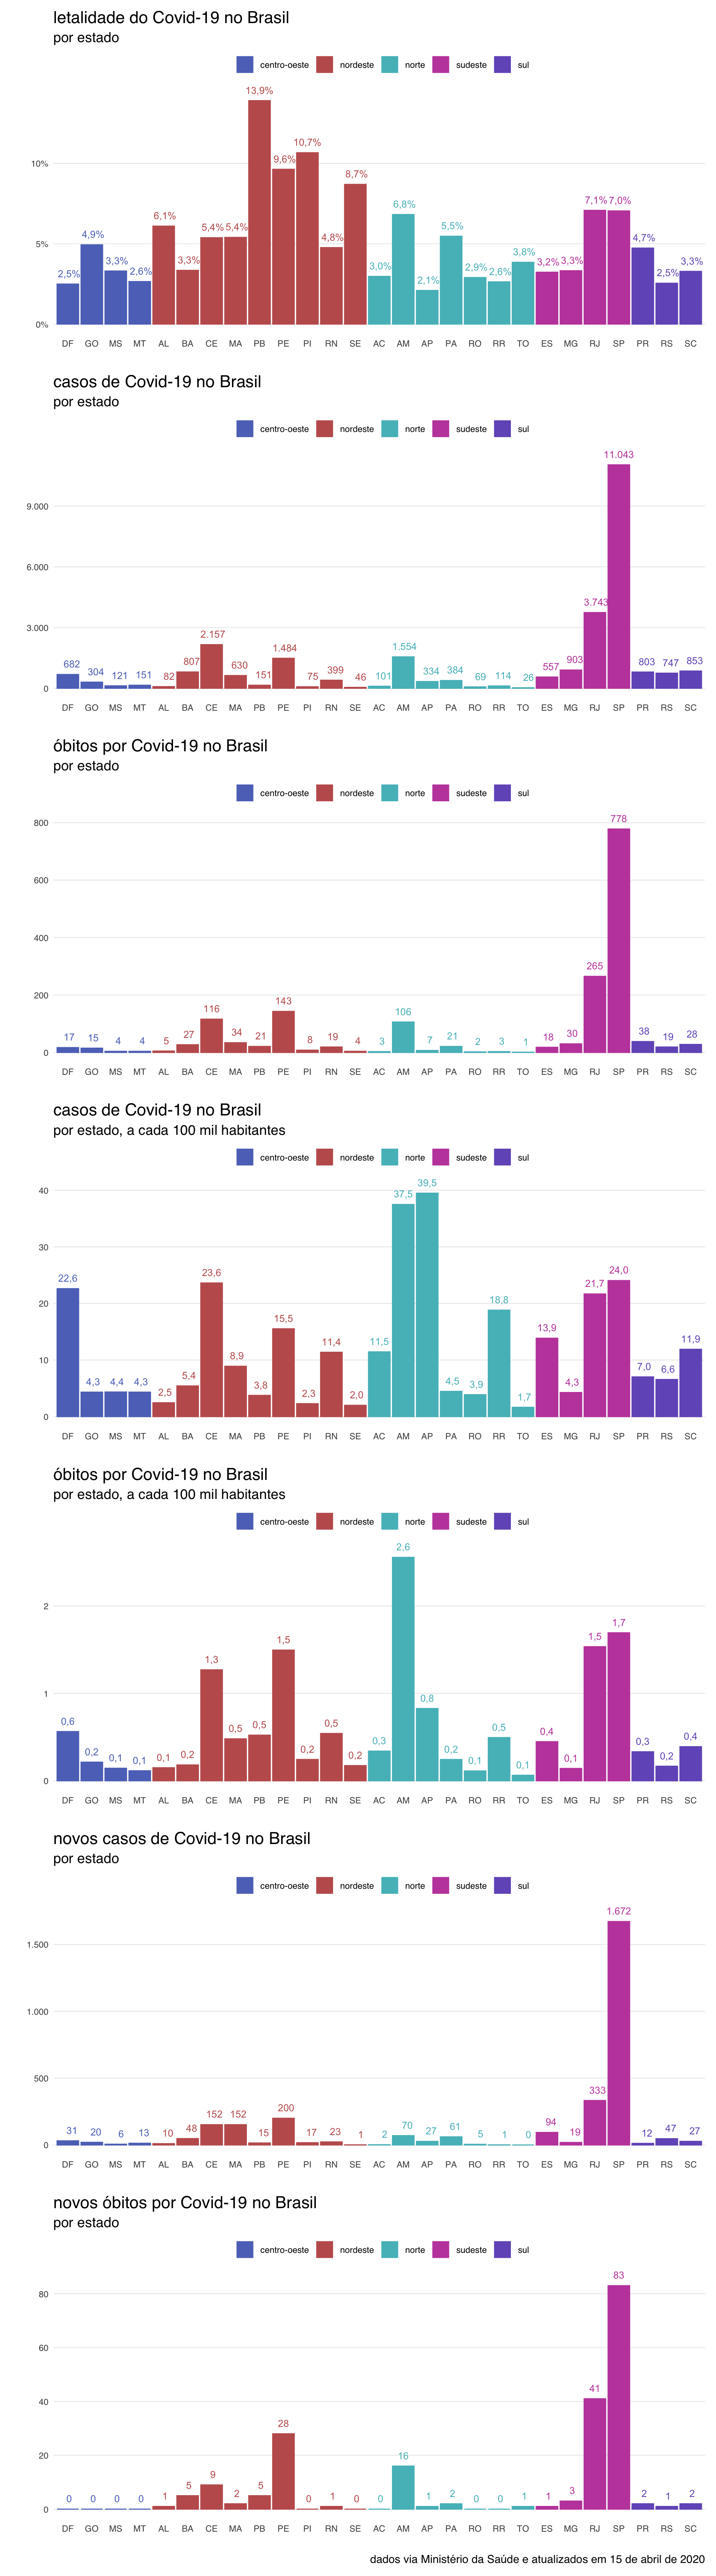 letalidade do Covid-19 no Brasil
por estado
centro-oeste nordeste norte sudeste sul
13,9%
10,7%
10% 9,6%
8,7%
7,1% 7,0%
6,8%
6,1%
5,4% 5,4% 5,5%
4,9% 4,8% 4,7%
5%
3,8%
3,3% 3,3% 3,2% 3,3% 3,3%
3,0% 2,9%
2,5% 2,6% 2,1% 2,6% 2,5%
0%
DF GO MS MT AL BA CE MA PB PE PI RN SE AC AM AP PA RO RR TO ES MG RJ SP PR RS SC
casos de Covid-19 no Brasil
por estado
centro-oeste nordeste norte sudeste sul
11.043
9.000
6.000
3.743
3.000
2.157
1.484 1.554
682 304 121 151 82 807 630 151 75 399 46 101 334 384 69 114 26 557 903 803 747 853
0
DF GO MS MT AL BA CE MA PB PE PI RN SE AC AM AP PA RO RR TO ES MG RJ SP PR RS SC
óbitos por Covid-19 no Brasil
por estado
centro-oeste nordeste norte sudeste sul
800 778
600
400
265
200
17 15 4 4 5 27 116 34 21 143 8 19 4 3 106 7 21 2 3 1 18 30 38 19 28
0
DF GO MS MT AL BA CE MA PB PE PI RN SE AC AM AP PA RO RR TO ES MG RJ SP PR RS SC
casos de Covid-19 no Brasil
por estado, a cada 100 mil habitantes
centro-oeste nordeste norte sudeste sul
40 39,5
37,5
30
22,6 23,6 21,7 24,0
20
18,8
15,5 13,9
11,4 11,5 11,9
10
4,3 4,4 4,3 2,5 5,4 8,9 3,8 2,3 2,0 4,5 3,9 1,7 4,3 7,0 6,6
0
DF GO MS MT AL BA CE MA PB PE PI RN SE AC AM AP PA RO RR TO ES MG RJ SP PR RS SC
óbitos por Covid-19 no Brasil
por estado, a cada 100 mil habitantes
centro-oeste nordeste norte sudeste sul
2,6
2
1,3 1,5 1,5 1,7
1
0,6 0,2 0,1 0,1 0,1 0,2 0,5 0,5 0,2 0,5 0,2 0,3 0,8 0,2 0,1 0,5 0,1 0,4 0,1 0,3 0,2 0,4
0
DF GO MS MT AL BA CE MA PB PE PI RN SE AC AM AP PA RO RR TO ES MG RJ SP PR RS SC
novos casos de Covid-19 no Brasil
por estado
centro-oeste nordeste norte sudeste sul
1.672
1.500
1.000
500
333
31 20 6 13 10 48 152 152 15 200 17 23 1 2 70 27 61 5 1 0 94 19 12 47 27
0
DF GO MS MT AL BA CE MA PB PE PI RN SE AC AM AP PA RO RR TO ES MG RJ SP PR RS SC
novos óbitos por Covid-19 no Brasil
por estado
centro-oeste nordeste norte sudeste sul
83
80
60
40 41
28
20
0 0 0 0 1 5 9 2 5 0 1 0 0 16 1 2 0 0 1 1 3 2 1 2
0
DF GO MS MT AL BA CE MA PB PE PI RN SE AC AM AP PA RO RR TO ES MG RJ SP PR RS SC
dados via Ministério da Saúde e atualizados em 15 de abril de 2020